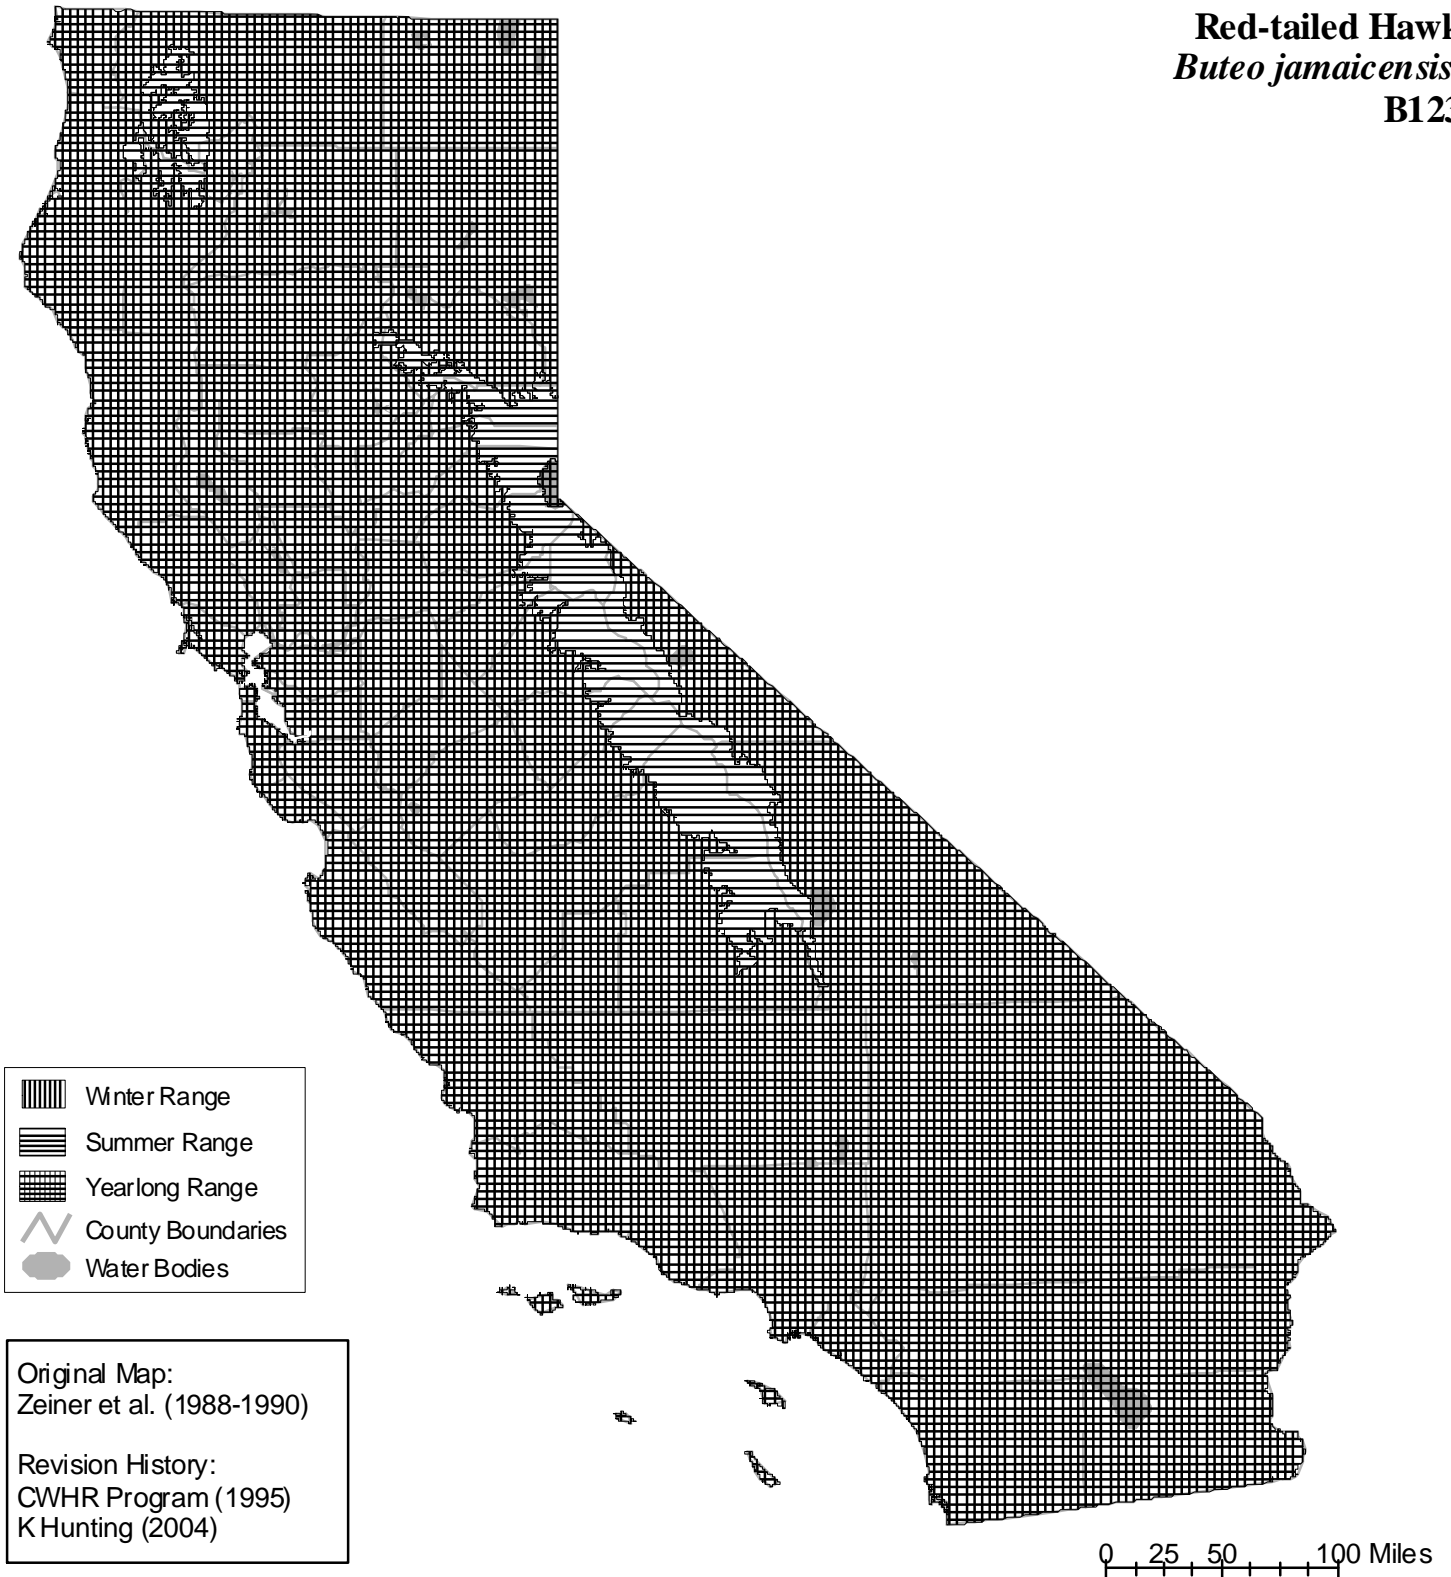 Red-tailed Hawk
Buteo jamaicensis
B123
Winter Range
Summer Range
Yearlong Range
County Boundaries
Water Bodies
Original Map:
Zeiner et al. (1988-1990)
Revision History:
CWHR Program (1995)
K Hunting (2004)
0 25 50 100 Miles